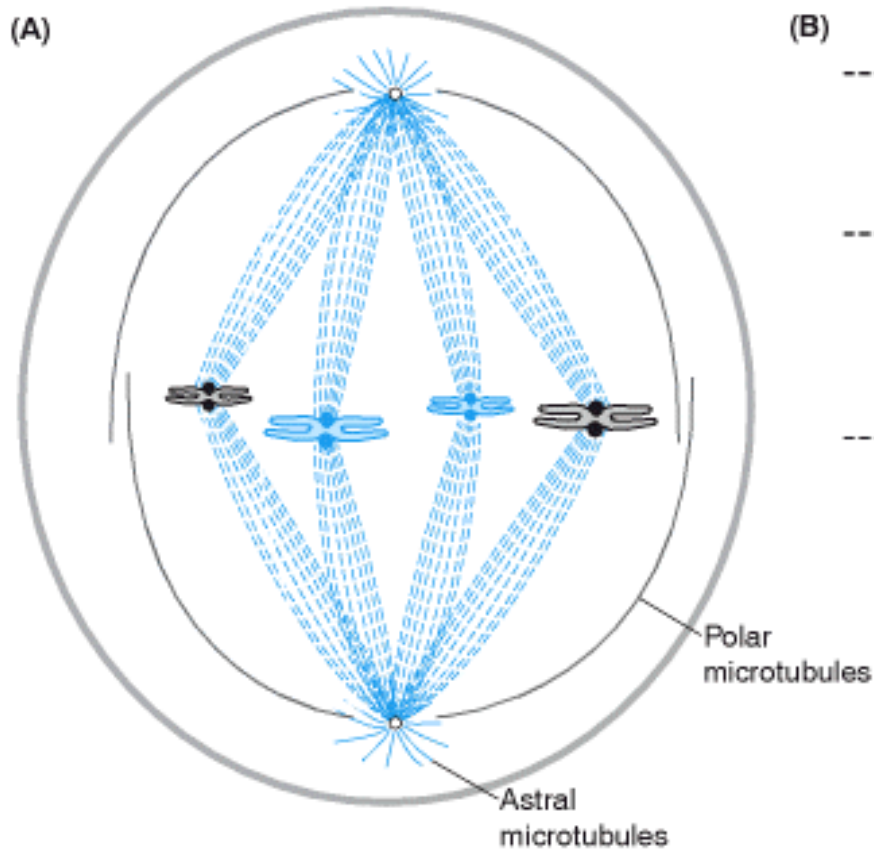 (A)
(B)
--
--
--
Polar
microtubules
Astral
microtubules